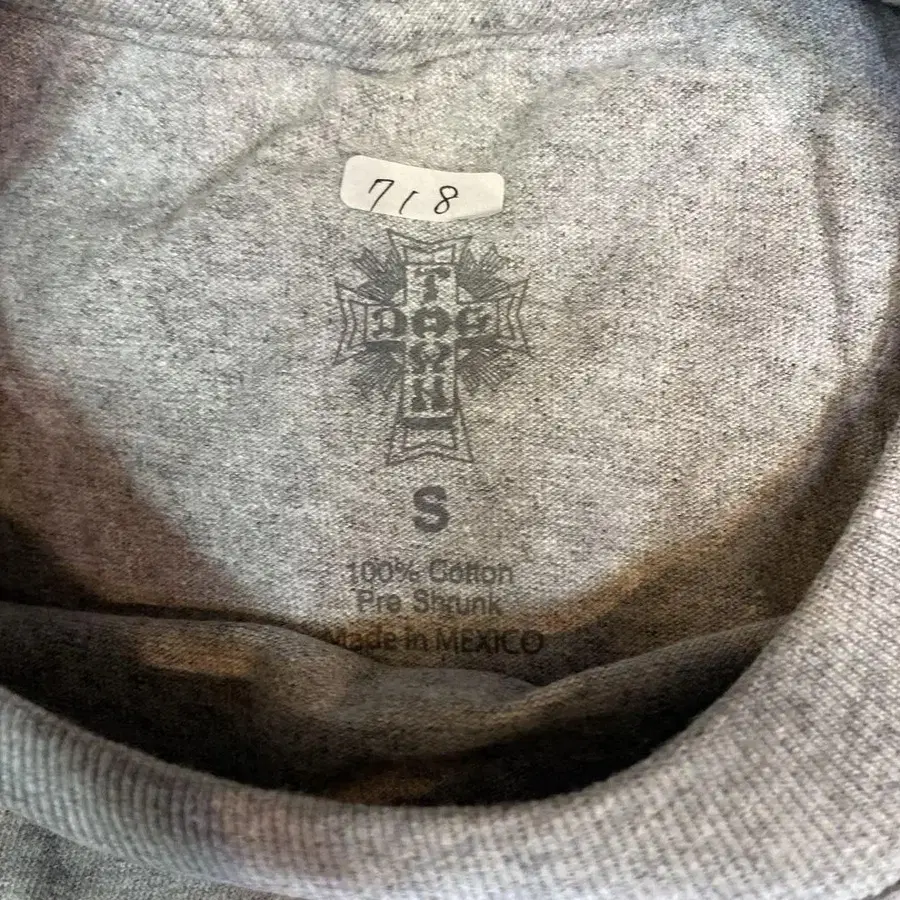 718
DOG
TOWN
S
100% Cotton
Pre Shrunk
Made in MEXICO